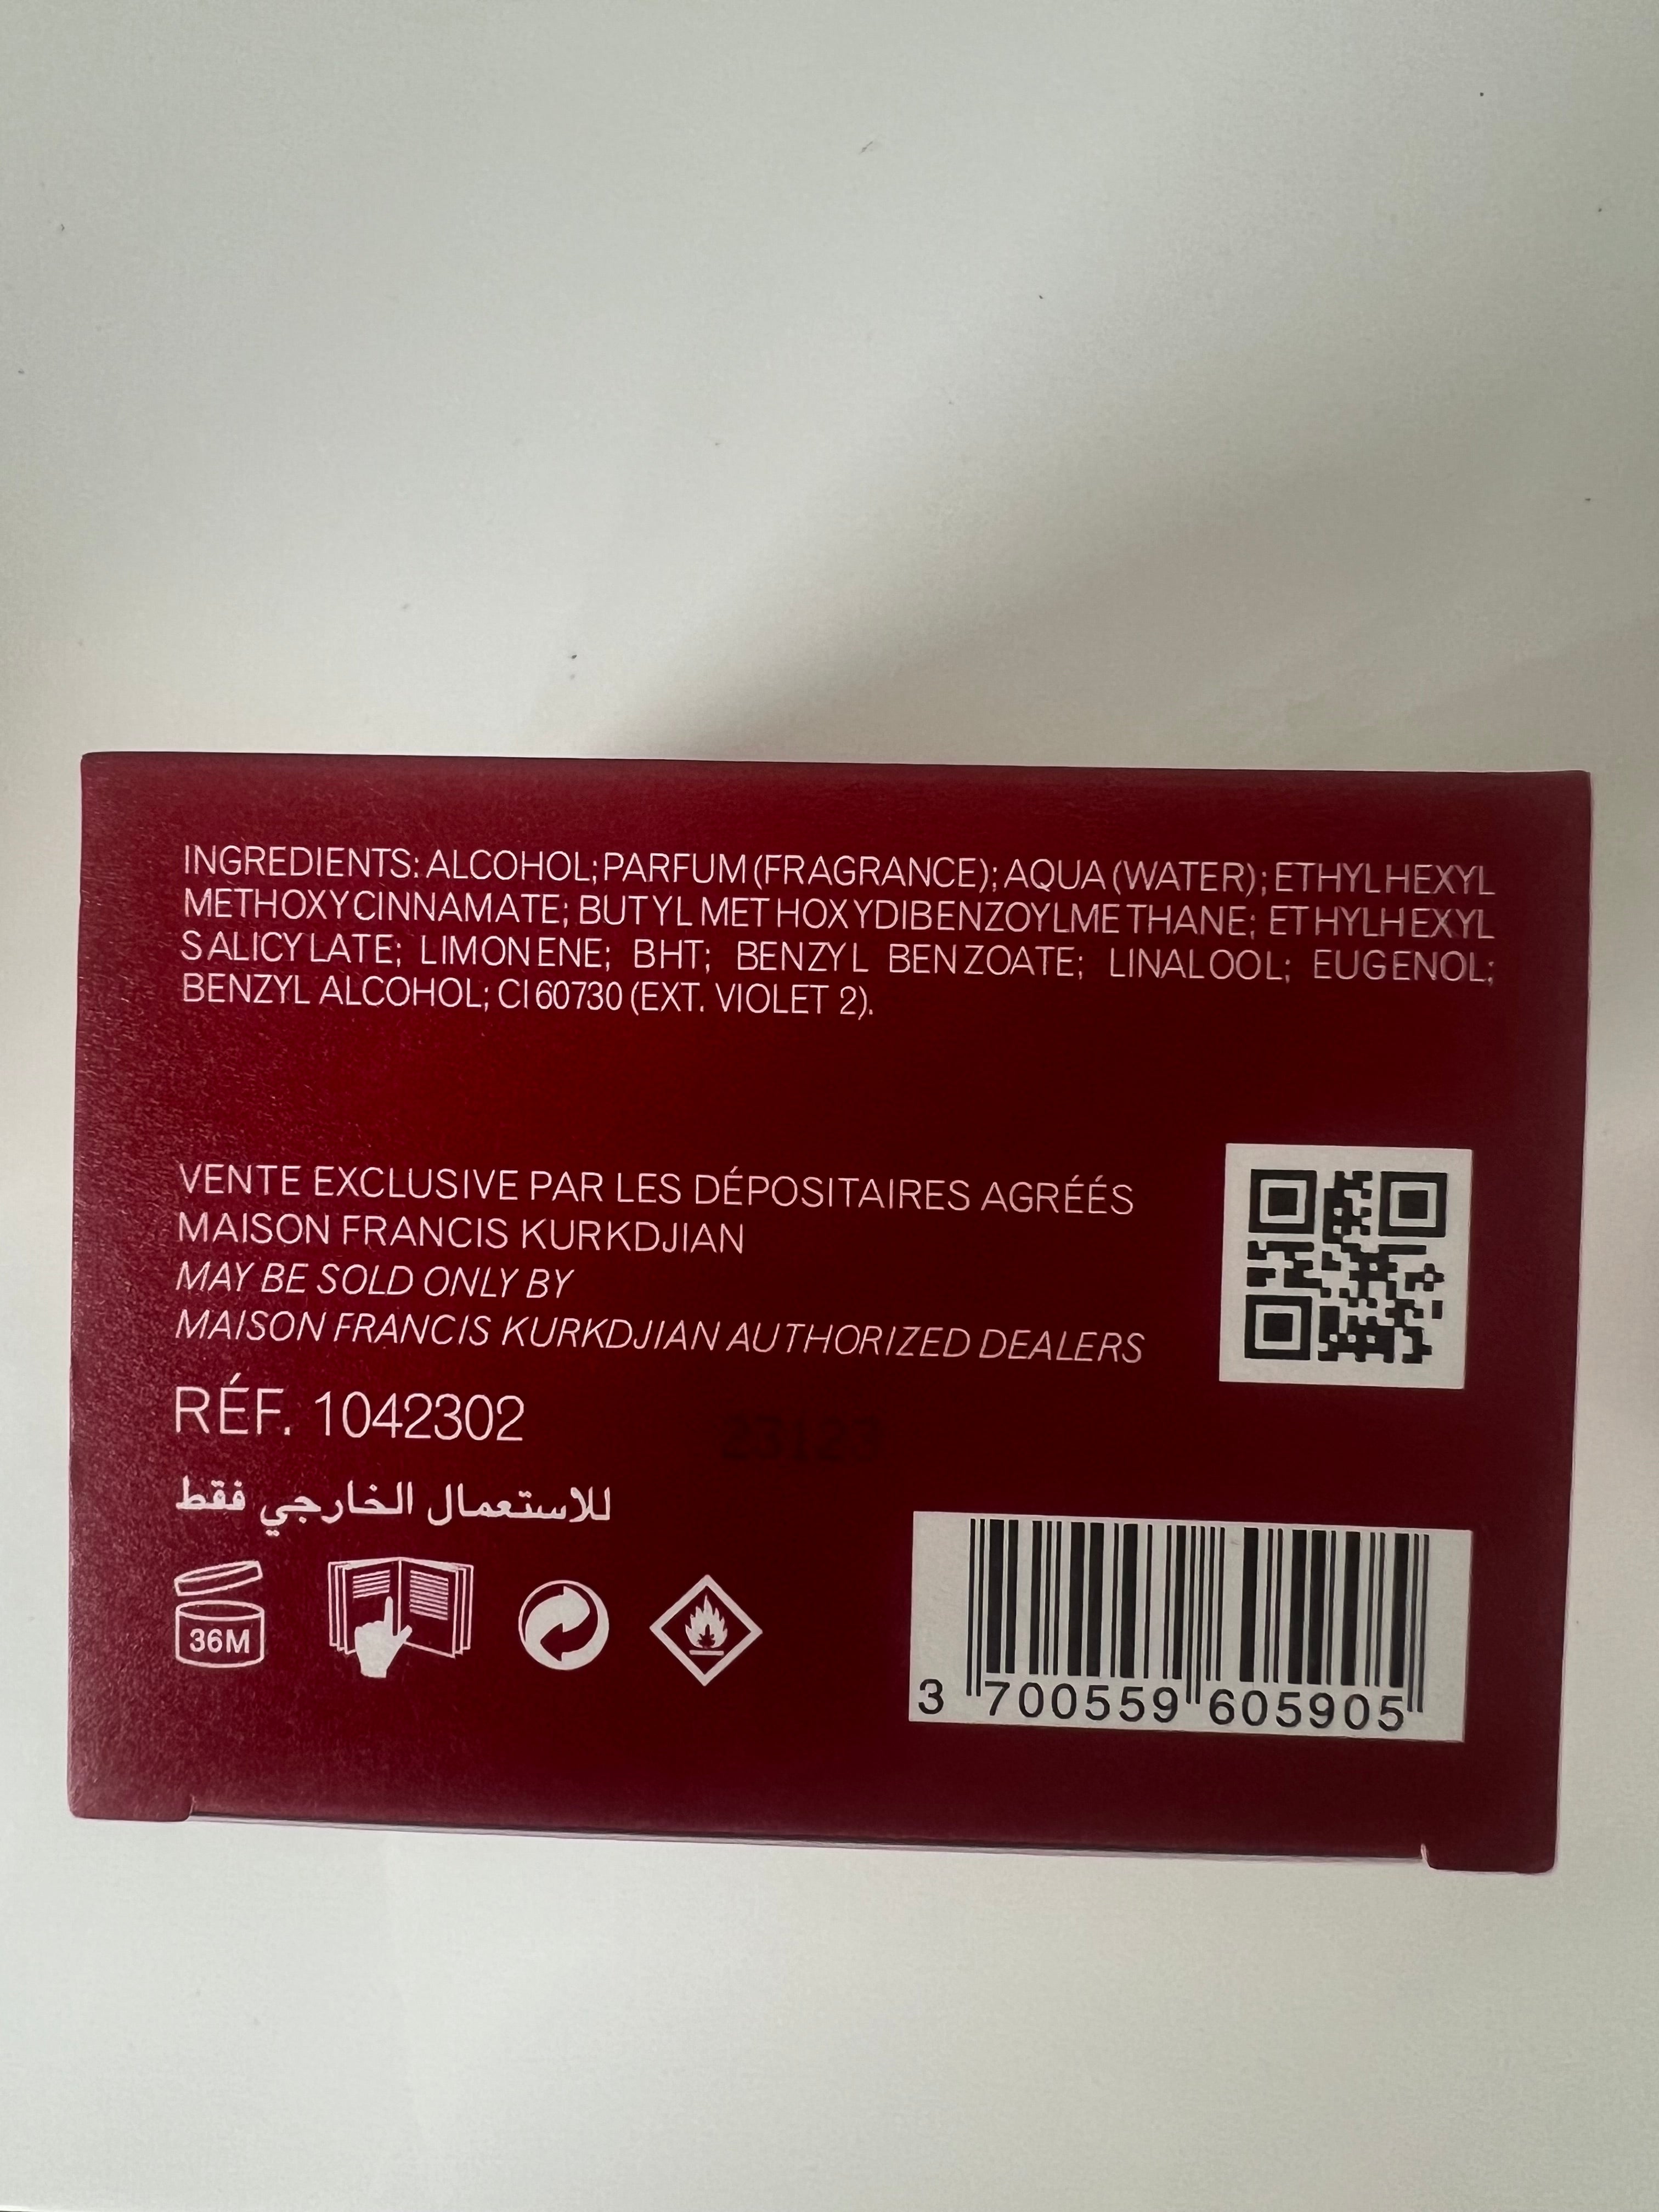 INGREDIENTS: ALCOHOL; PARFUM (FRAGRANCE); AQUA (WATER); ETHYLHEXYL
METHOXYCINNAMATE; BUTYL METHOXYDIBENZOYLMETHANE; ETHYLHEXYL
SALICYLATE; LIMONENE; BHT; BENZYL BENZOATE; LINALOOL; EUGENOL;
BENZYL ALCOHOL; CI 60730 (EXT. VIOLET 2).
VENTE EXCLUSIVE PAR LES DÉPOSITAIRES AGRÉÉS
MAISON FRANCIS KURKDJIAN
MAY BE SOLD ONLY BY
MAISON FRANCIS KURKDJIAN AUTHORIZED DEALERS
RÉF. 1042302
23123
للاستعمال الخارجي فقط
36M
3 700559 605905